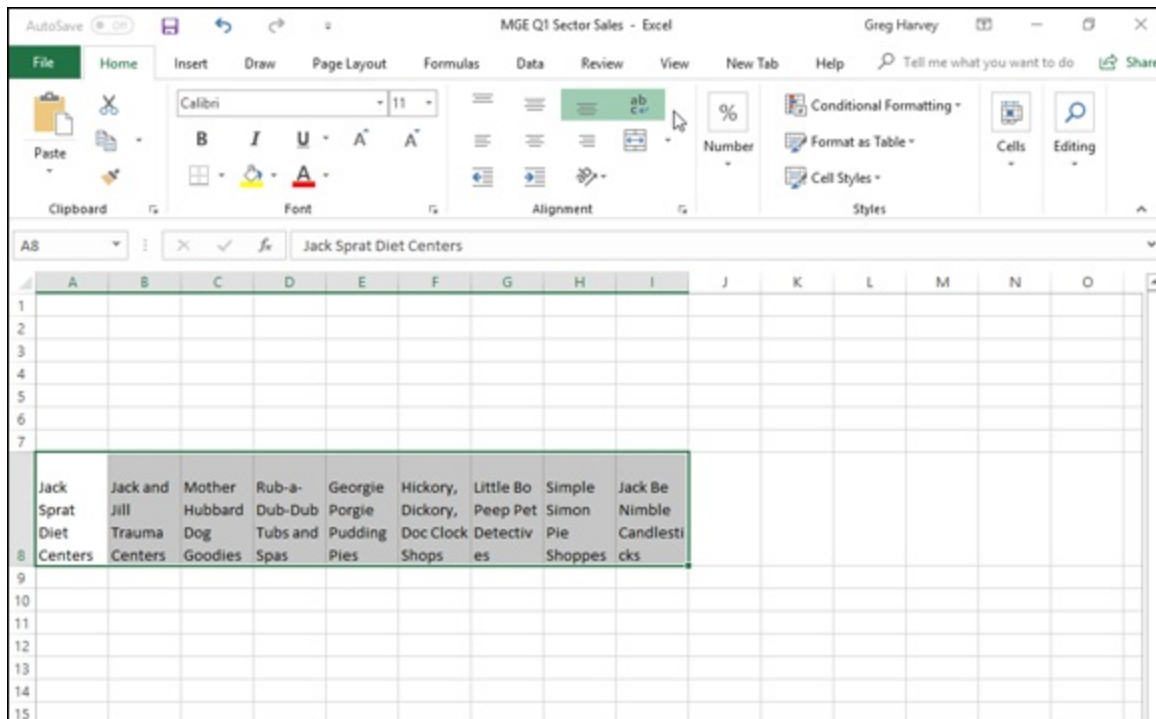 AutoSave Off MGE Q1 Sector Sales - Excel Greg Harvey
File Home Insert Draw Page Layout Formulas Data Review View New Tab Help Tell me what you want to do Share
Calibri 11 ab c % Conditional Formatting
B I U A A Format as Table
Paste Number Cells Editing
A Cell Styles
Clipboard Font Alignment Styles
A8 fx Jack Sprat Diet Centers
A B C D E F G H I J K L M N O
1
2
3
4
5
6
7
Jack Jack and Mother Rub-a- Georgie Hickory, Little Bo Simple Jack Be
Sprat Jill Hubbard Dub-Dub Porgie Dickory, Peep Pet Simon Nimble
Diet Trauma Dog Tubs and Pudding Doc Clock Detectiv Pie Candlesti
8 Centers Centers Goodies Spas Pies Shops es Shoppes cks
9
10
11
12
13
14
15